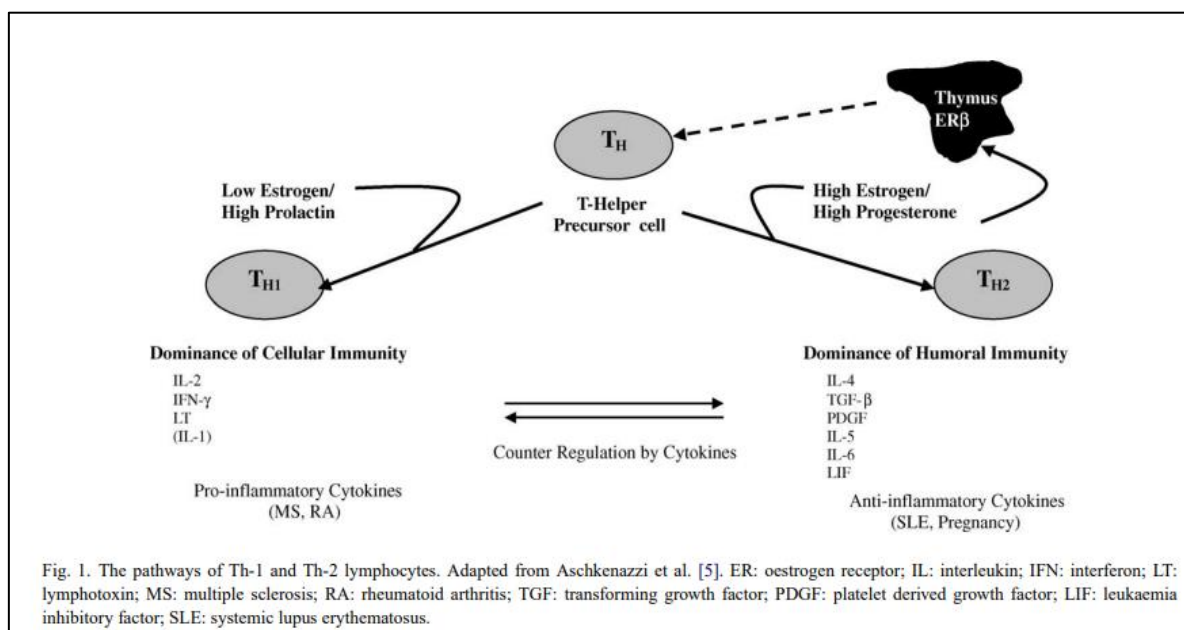 Thymus
ERβ
TH
Low Estrogen/
High Prolactin
T-Helper
Precursor cell
High Estrogen/
High Progesterone
TH1
TH2
Dominance of Cellular Immunity
IL-2
IFN-γ
LT
(IL-1)
Dominance of Humoral Immunity
IL-4
TGF-β
PDGF
IL-5
IL-6
LIF
Counter Regulation by Cytokines
Pro-inflammatory Cytokines
(MS, RA)
Anti-inflammatory Cytokines
(SLE, Pregnancy)
Fig. 1. The pathways of Th-1 and Th-2 lymphocytes. Adapted from Aschkenazzi et al. [5]. ER: oestrogen receptor; IL: interleukin; IFN: interferon; LT:
lymphotoxin; MS: multiple sclerosis; RA: rheumatoid arthritis; TGF: transforming growth factor; PDGF: platelet derived growth factor; LIF: leukaemia
inhibitory factor; SLE: systemic lupus erythematosus.